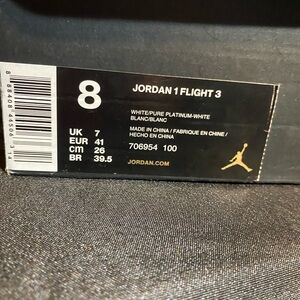 8
JORDAN 1 FLIGHT 3
WHITE/PURE PLATINUM-WHITE
BLANC/BLANC
MADE IN CHINA / FABRIQUE EN CHINE /
HECHO EN CHINA
UK 7
EUR 41
cm 26
BR 39.5
706954 100
JORDAN.COM